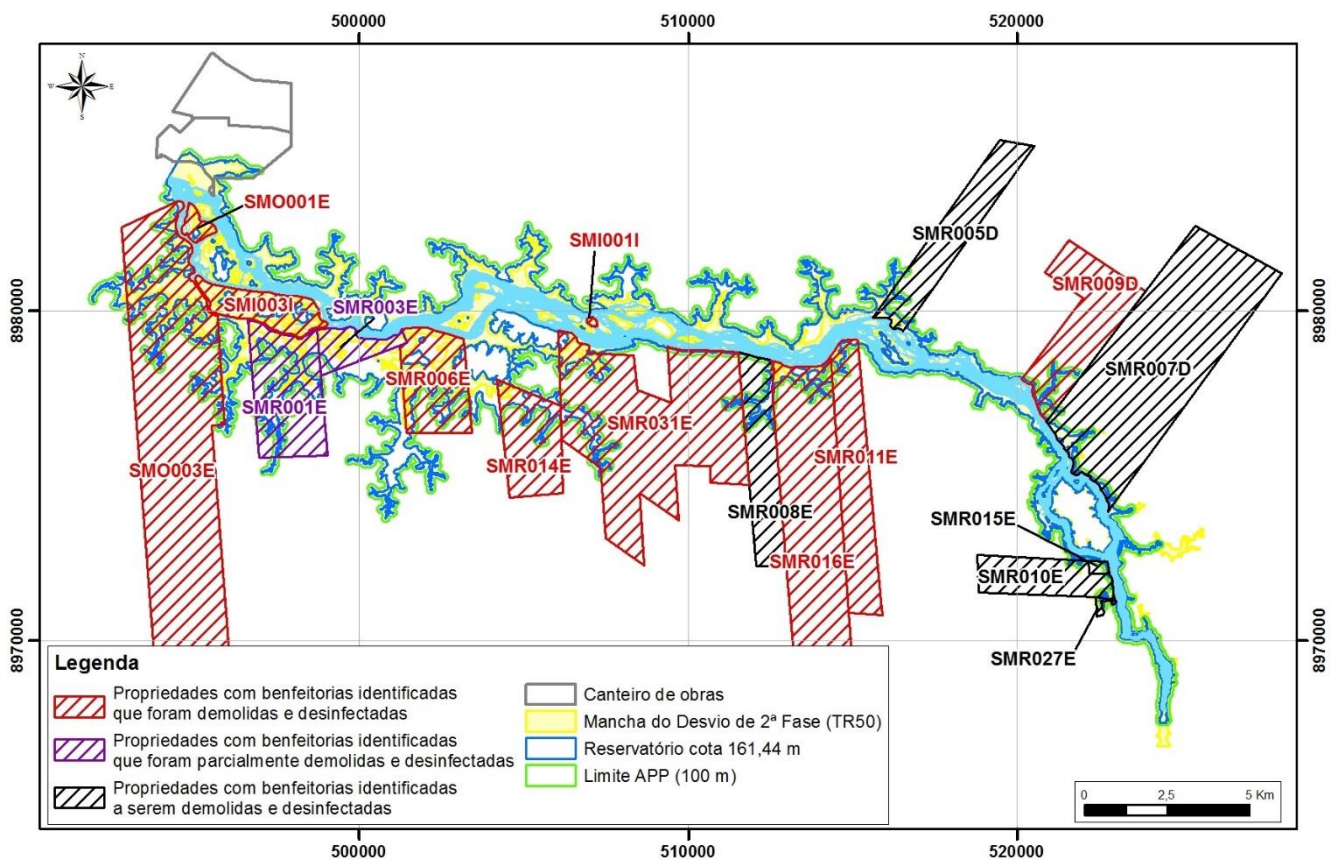 500000
510000
520000
N
W
E
S
SMO001E
SMR005D
SMI001I
SMR009D
SMI003I
SMR003E
8980000
8980000
SMR007D
SMR006E
SMR001E
SMR031E
SMR011E
SMO003E
SMR014E
SMR008E
SMR015E
SMR016E
SMR010E
8970000
8970000
SMR027E
Legenda
Propriedades com benfeitorias identificadas
que foram demolidas e desinfectadas
Propriedades com benfeitorias identificadas
que foram parcialmente demolidas e desinfectadas
Propriedades com benfeitorias identificadas
a serem demolidas e desinfectadas
Canteiro de obras
Mancha do Desvio de 2ª Fase (TR50)
Reservatório cota 161,44 m
Limite APP (100 m)
0 2,5 5 Km
500000
510000
520000